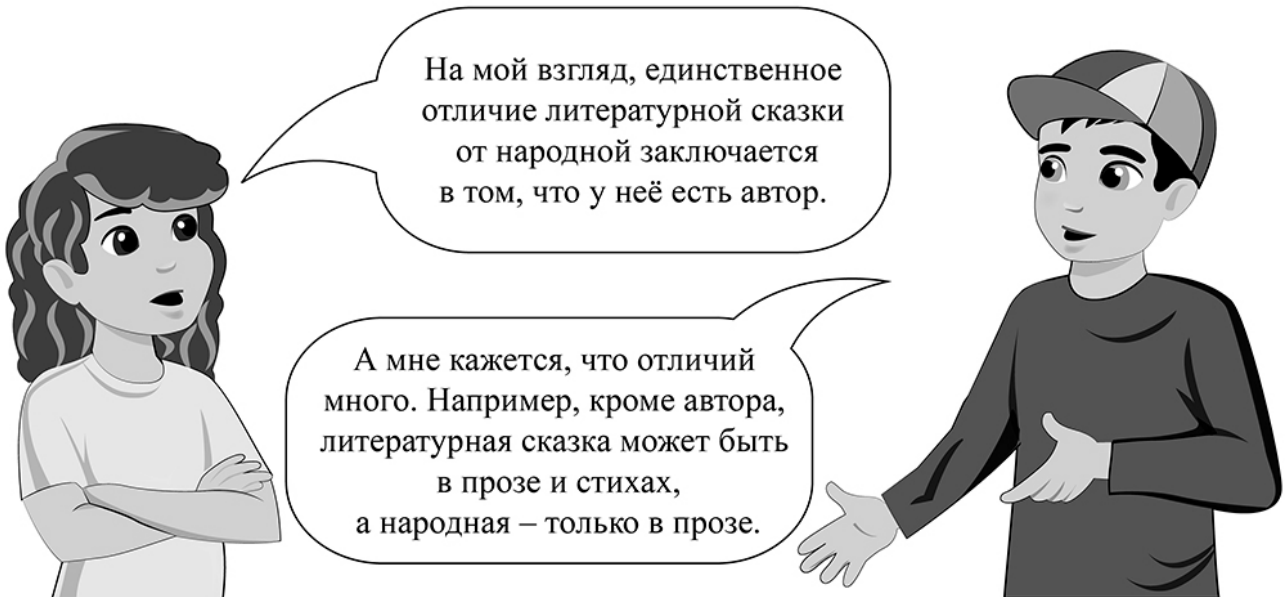 На мой взгляд, единственное
отличие литературной сказки
от народной заключается
в том, что у неё есть автор.
А мне кажется, что отличий
много. Например, кроме автора,
литературная сказка может быть
в прозе и стихах,
а народная – только в прозе.